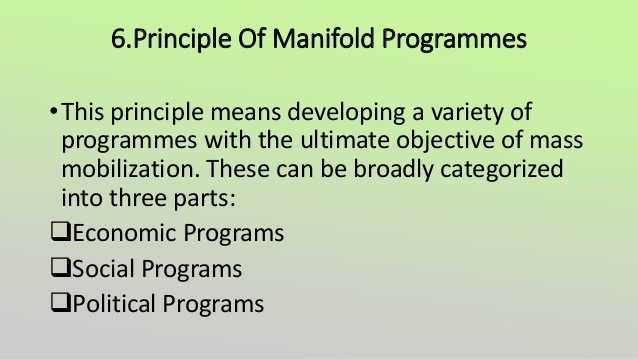 6.Principle Of Manifold Programmes
•This principle means developing a variety of
programmes with the ultimate objective of mass
mobilization. These can be broadly categorized
into three parts:
❑Economic Programs
❑Social Programs
❑Political Programs